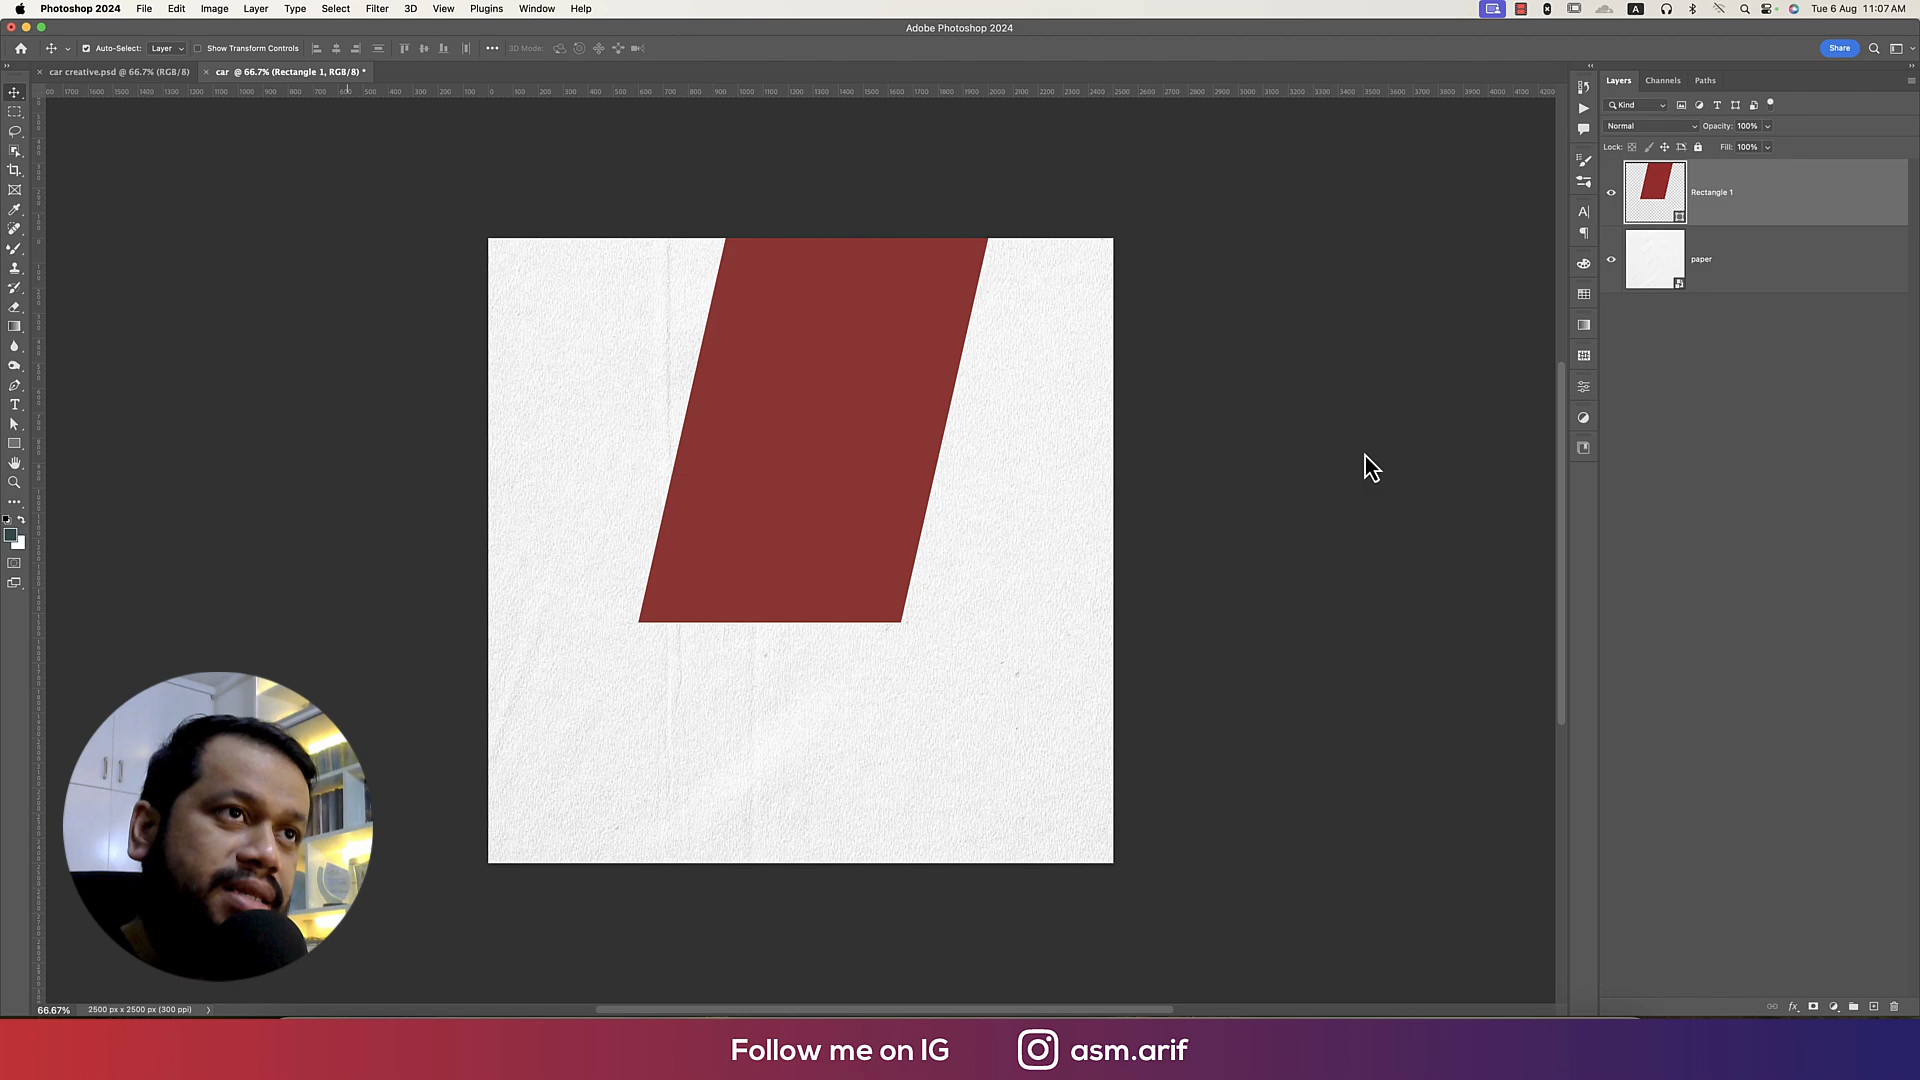 Photoshop 2024 File Edit Image Layer Type Select Filter 3D View Plugins Window Help A Tue 6 Aug 11:07 AM
Adobe Photoshop 2024
Auto-Select: Layer Show Transform Controls 3D Mode: Share
car creative.psd @ 66.7% (RGB/8) car @ 66.7% (Rectangle 1, RGB/8) *
Layers Channels Paths
Kind
Normal Opacity: 100%
Lock: Fill: 100%
Rectangle 1
paper
66.67% 2500 px x 2500 px (300 ppi)
Follow me on IG asm.arif